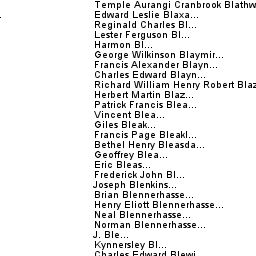 Temple Aurangi Cranbrook Blathw
Edward Leslie Blaxa...
Reginald Charles Bl...
Lester Ferguson Bl...
Harmon Bl...
George Wilkinson Blaymir...
Francis Alexander Blayn...
Charles Edward Blayn...
Richard William Henry Robert Blaz
Herbert Martin Blaz...
Patrick Francis Blea...
Vincent Blea...
Giles Bleak...
Francis Page Bleakl...
Bethel Henry Bleasda...
Geoffrey Blea...
Eric Bleas...
Frederick John Bl...
Joseph Blenkins...
Brian Blennerhasse...
Henry Eliott Blennerhasse...
Neal Blennerhasse...
Norman Blennerhasse...
J. Ble...
Kynnersley Bl...
Charles Edward Blewi